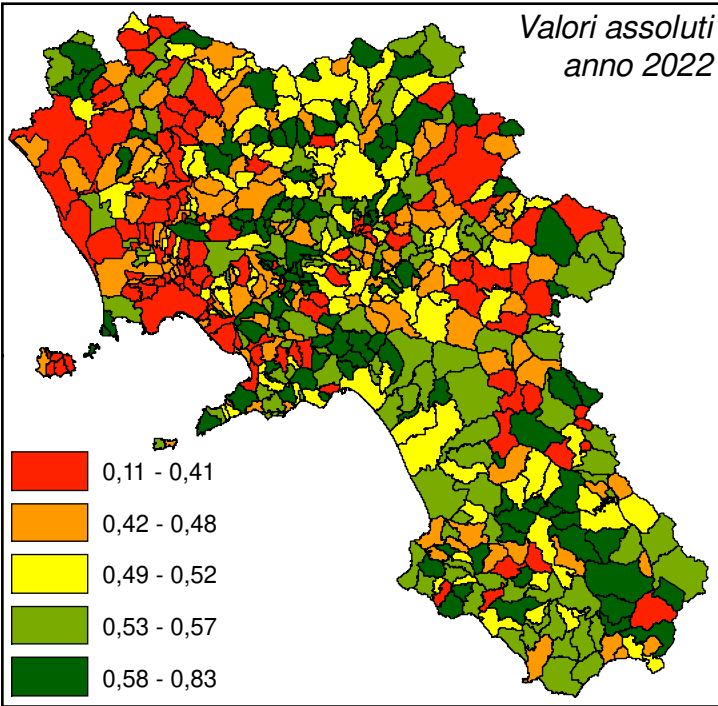 Valori assoluti
anno 2022
0,11 - 0,41
0,42 - 0,48
0,49 - 0,52
0,53 - 0,57
0,58 - 0,83